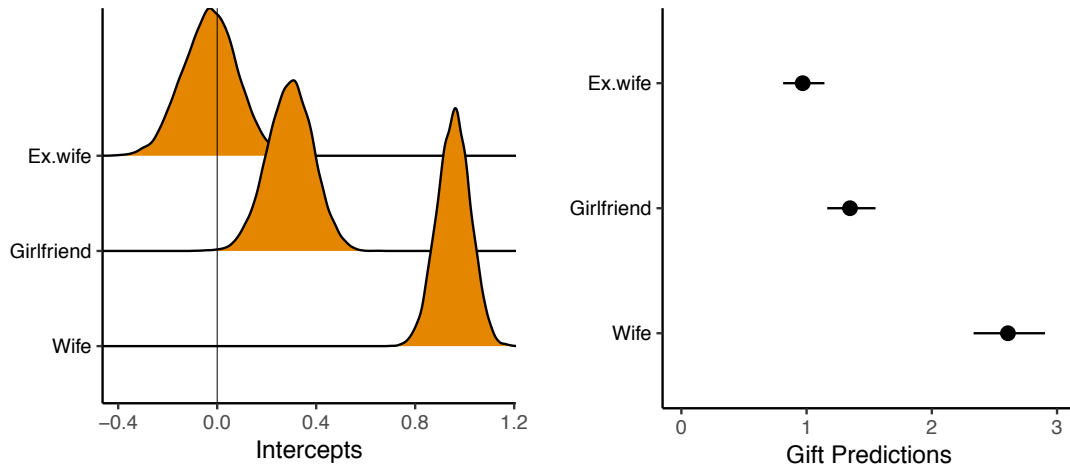 Ex.wife
Girlfriend
Wife
−0.4 0.0 0.4 0.8 1.2
Intercepts
Ex.wife
Girlfriend
Wife
0 1 2 3
Gift Predictions